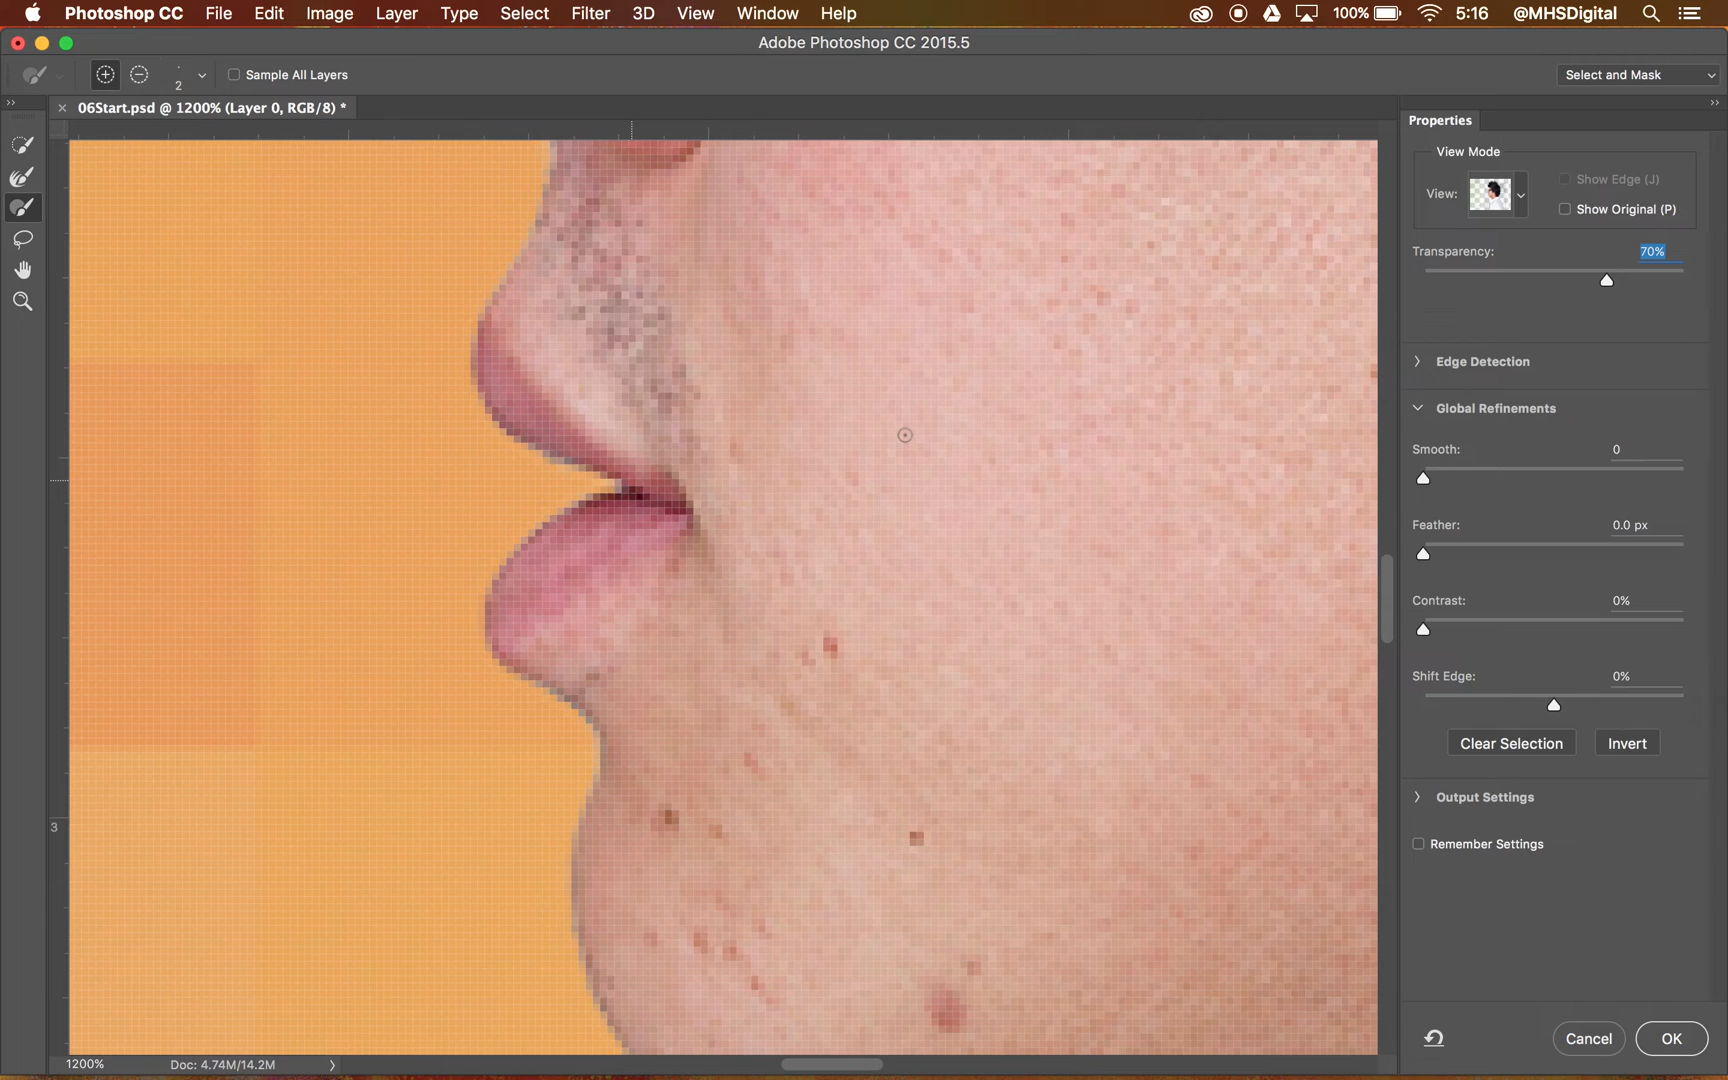 Photoshop CC File Edit Image Layer Type Select Filter 3D View Window Help 100% 5:16 @MHSDigital
Adobe Photoshop CC 2015.5
2 Sample All Layers Select and Mask
06Start.psd @ 1200% (Layer 0, RGB/8) *
Properties
View Mode
View: Show Edge (J)
Show Original (P)
Transparency: 70%
Edge Detection
Global Refinements
Smooth: 0
Feather: 0.0 px
Contrast: 0%
Shift Edge: 0%
Clear Selection Invert
Output Settings
3
Remember Settings
Cancel OK
1200% Doc: 4.74M/14.2M